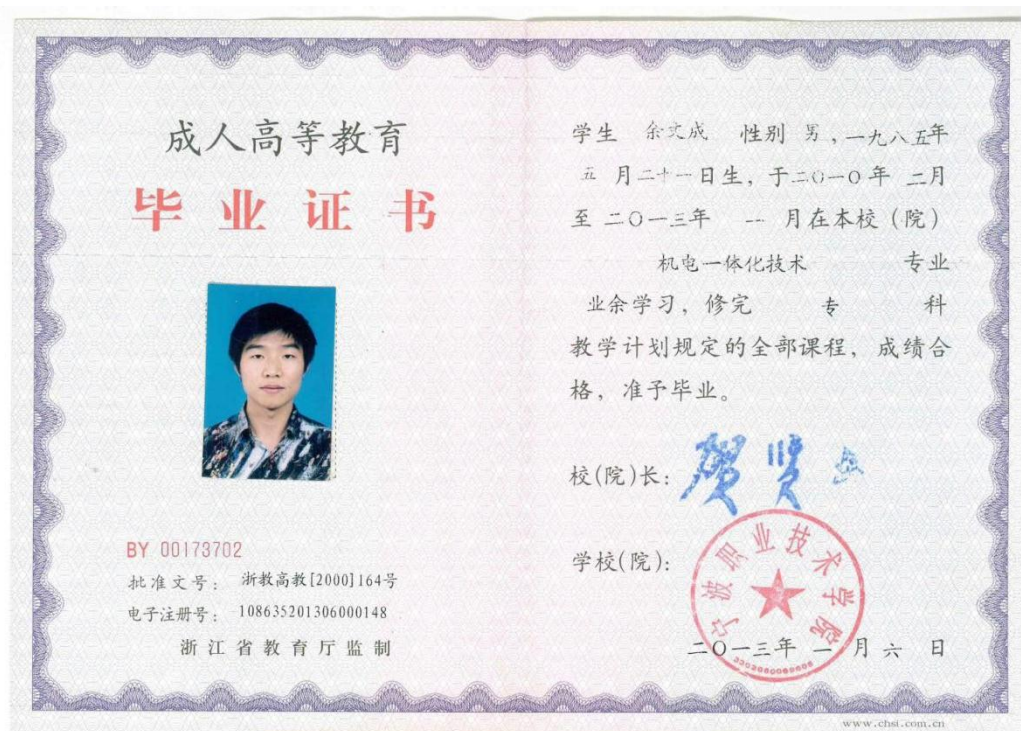 成人高等教育
毕业证书
BY 00173702
批准文号： 浙教高教[2000]164号
电子注册号： 108635201306000148
浙江省教育厅监制
学生 余文成 性别 男，一九八五年
五 月二十一日生，于二〇一〇年 二月
至 二〇一三年 一 月在本校（院）
机电一体化技术 专业
业余学习，修完 专 科
教学计划规定的全部课程，成绩合
格，准予毕业。
校(院)长：
学校(院)：
宁波职业技术学院
二〇一三年 一 月 六 日
www.chsi.com.cn